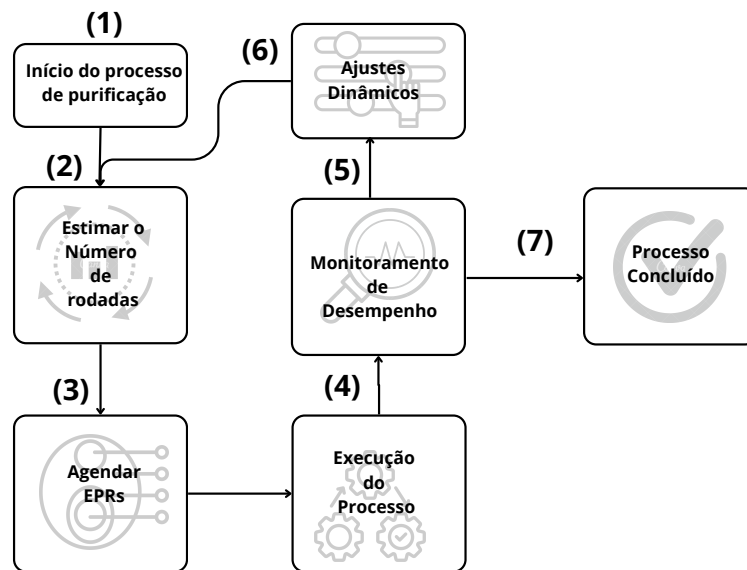 (1)
Início do processo
de purificação
(2)
Estimar o
Número
de
rodadas
(3)
Agendar
EPRs
(4)
Execução
do
Processo
(5)
Monitoramento
de
Desempenho
(6)
Ajustes
Dinâmicos
(7)
Processo
Concluído